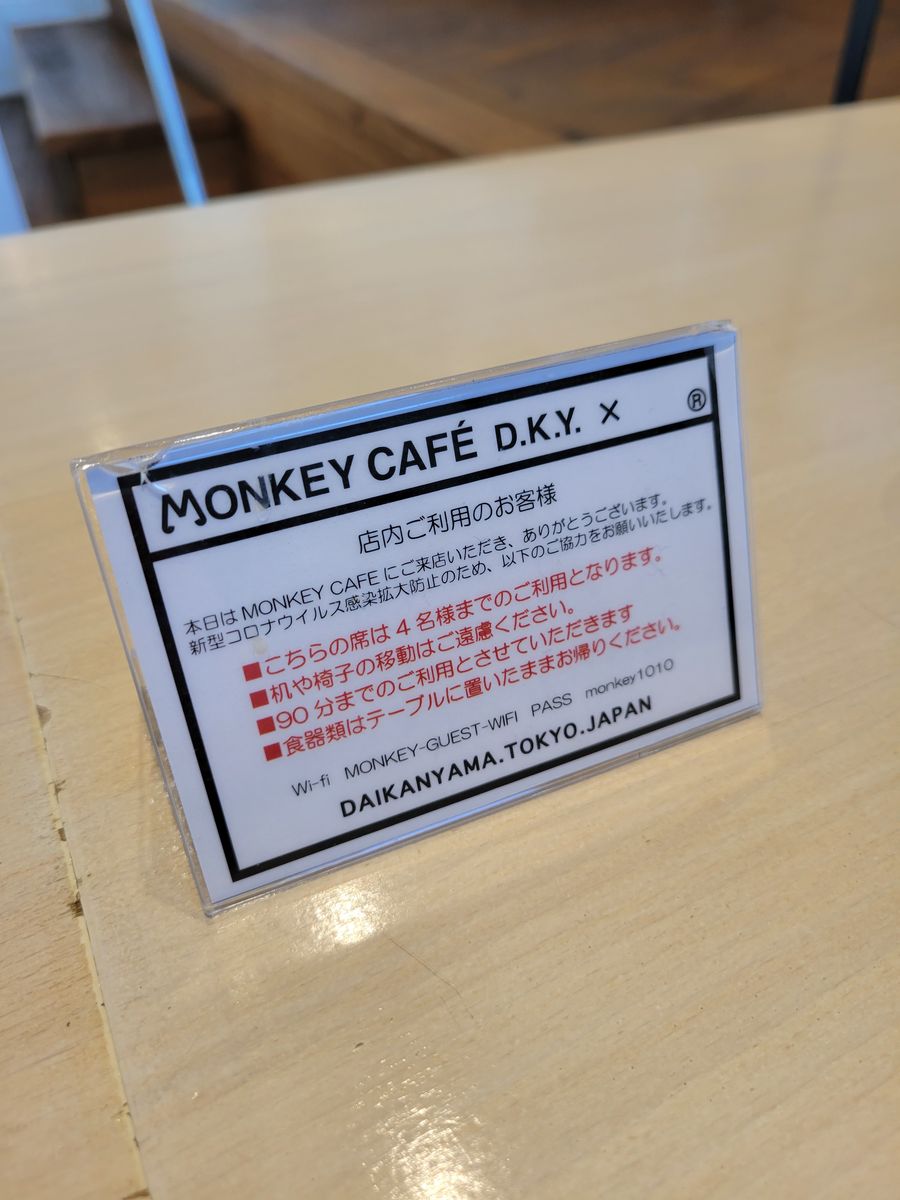 MONKEY CAFÉ D.K.Y. × ®
店内ご利用のお客様
本日は MONKEY CAFE にご来店いただき、ありがとうございます。
新型コロナウイルス感染拡大防止のため、以下のご協力をお願いいたします。
■こちらの席は 4 名様までのご利用となります。
■机や椅子の移動はご遠慮ください。
■90 分までのご利用とさせていただきます
■食器類はテーブルに置いたままお帰りください。
Wi-fi MONKEY-GUEST-WIFI PASS monkey1010
DAIKANYAMA.TOKYO.JAPAN